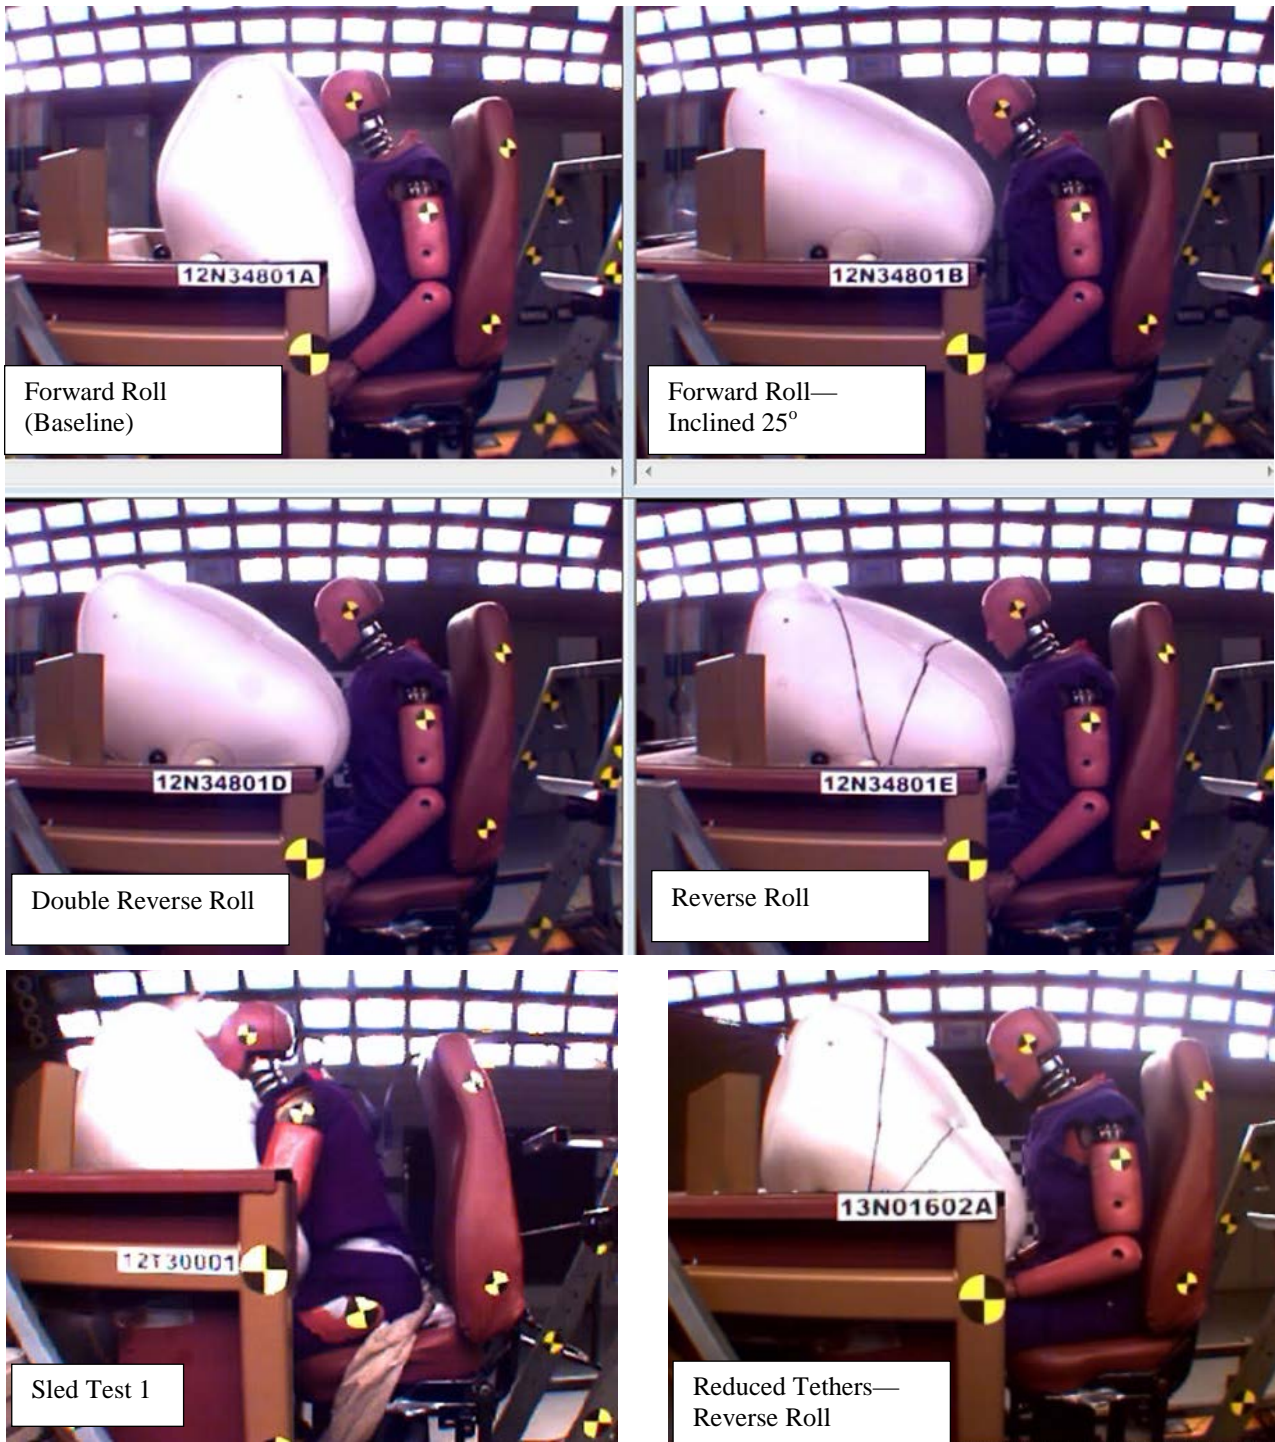 12N34801A
Forward Roll
(Baseline)
12N34801B
Forward Roll—
Inclined 25°
12N34801D
Double Reverse Roll
12N34801E
Reverse Roll
12T30001
Sled Test 1
13N01602A
Reduced Tethers—
Reverse Roll